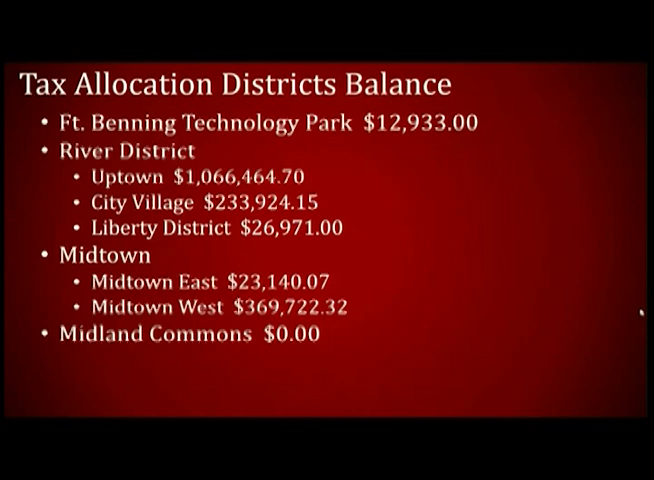 Tax Allocation Districts Balance
• Ft. Benning Technology Park $12,933.00
• River District
• Uptown $1,066,464.70
• City Village $233,924.15
• Liberty District $26,971.00
• Midtown
• Midtown East $23,140.07
• Midtown West $369,722.32
• Midland Commons $0.00